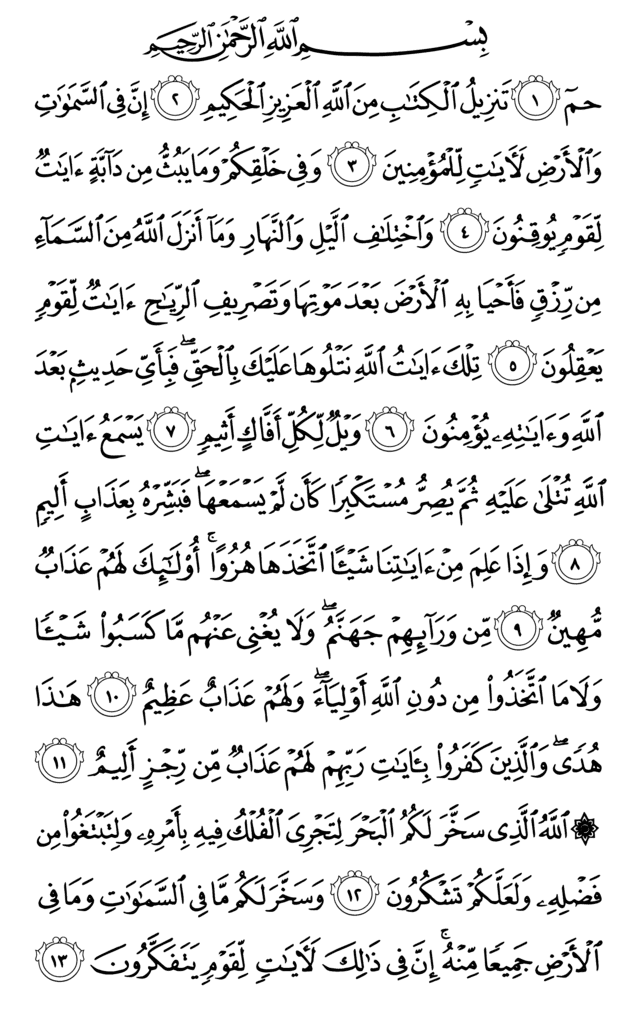 بِسْمِ ٱللَّهِ ٱلرَّحْمَٰنِ ٱلرَّحِيمِ
حمٓ ١ تَنزِيلُ ٱلْكِتَٰبِ مِنَ ٱللَّهِ ٱلْعَزِيزِ ٱلْحَكِيمِ ٢ إِنَّ فِى ٱلسَّمَٰوَٰتِ
وَٱلْأَرْضِ لَءَايَٰتٍ لِّلْمُؤْمِنِينَ ٣ وَفِى خَلْقِكُمْ وَمَا يَبُثُّ مِن دَآبَّةٍ ءَايَٰتٌ
لِّقَوْمٍ يُوقِنُونَ ٤ وَٱخْتِلَٰفِ ٱلَّيْلِ وَٱلنَّهَارِ وَمَآ أَنزَلَ ٱللَّهُ مِنَ ٱلسَّمَآءِ
مِن رِّزْقٍ فَأَحْيَا بِهِ ٱلْأَرْضَ بَعْدَ مَوْتِهَا وَتَصْرِيفِ ٱلرِّيَٰحِ ءَايَٰتٌ لِّقَوْمٍ
يَعْقِلُونَ ٥ تِلْكَ ءَايَٰتُ ٱللَّهِ نَتْلُوهَا عَلَيْكَ بِٱلْحَقِّ ۖ فَبِأَىِّ حَدِيثٍۭ بَعْدَ
ٱللَّهِ وَءَايَٰتِهِۦ يُؤْمِنُونَ ٦ وَيْلٌ لِّكُلِّ أَفَّاكٍ أَثِيمٍ ٧ يَسْمَعُ ءَايَٰتِ
ٱللَّهِ تُتْلَىٰ عَلَيْهِ ثُمَّ يُصِرُّ مُسْتَكْبِرًا كَأَن لَّمْ يَسْمَعْهَا ۖ فَبَشِّرْهُ بِعَذَابٍ أَلِيمٍ
٨ وَإِذَا عَلِمَ مِنْ ءَايَٰتِنَا شَيْـًٔا ٱتَّخَذَهَا هُزُوًا ۚ أُو۟لَٰٓئِكَ لَهُمْ عَذَابٌ
مُّهِينٌ ٩ مِّن وَرَآئِهِمْ جَهَنَّمُ ۖ وَلَا يُغْنِى عَنْهُم مَّا كَسَبُوا۟ شَيْـًٔا
وَلَا مَا ٱتَّخَذُوا۟ مِن دُونِ ٱللَّهِ أَوْلِيَآءَ ۖ وَلَهُمْ عَذَابٌ عَظِيمٌ ١٠ هَٰذَا
هُدًى ۖ وَٱلَّذِينَ كَفَرُوا۟ بِـَٔايَٰتِ رَبِّهِمْ لَهُمْ عَذَابٌ مِّن رِّجْزٍ أَلِيمٌ ١١
۞ ٱللَّهُ ٱلَّذِى سَخَّرَ لَكُمُ ٱلْبَحْرَ لِتَجْرِىَ ٱلْفُلْكُ فِيهِ بِأَمْرِهِۦ وَلِتَبْتَغُوا۟ مِن
فَضْلِهِۦ وَلَعَلَّكُمْ تَشْكُرُونَ ١٢ وَسَخَّرَ لَكُم مَّا فِى ٱلسَّمَٰوَٰتِ وَمَا فِى
ٱلْأَرْضِ جَمِيعًا مِّنْهُ ۚ إِنَّ فِى ذَٰلِكَ لَءَايَٰتٍ لِّقَوْمٍ يَتَفَكَّرُونَ ١٣